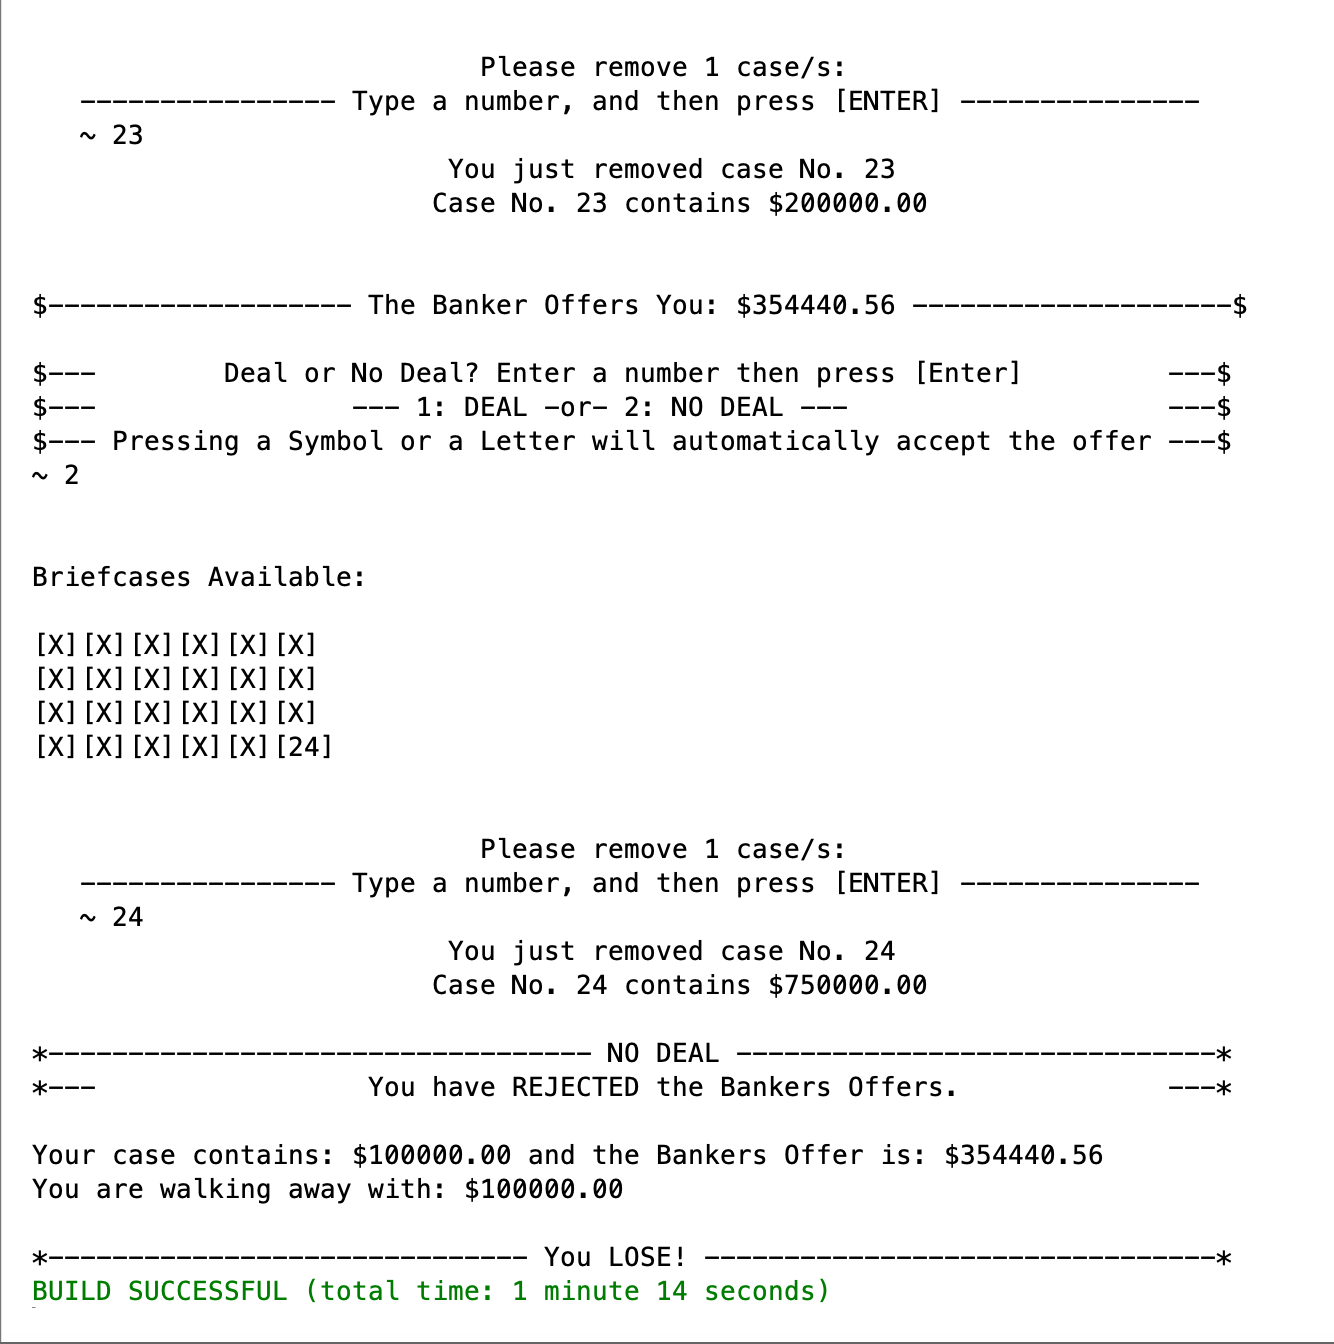 Please remove 1 case/s:
---------------- Type a number, and then press [ENTER] ---------------
~ 23
You just removed case No. 23
Case No. 23 contains $200000.00
$------------------- The Banker Offers You: $354440.56 --------------------$
$---        Deal or No Deal? Enter a number then press [Enter]         ---$
$---                --- 1: DEAL -or- 2: NO DEAL ---                    ---$
$--- Pressing a Symbol or a Letter will automatically accept the offer ---$
~ 2
Briefcases Available:
[X][X][X][X][X][X]
[X][X][X][X][X][X]
[X][X][X][X][X][X]
[X][X][X][X][X][24]
Please remove 1 case/s:
---------------- Type a number, and then press [ENTER] ---------------
~ 24
You just removed case No. 24
Case No. 24 contains $750000.00
*---------------------------------- NO DEAL ------------------------------*
*---                 You have REJECTED the Bankers Offers.             ---*
Your case contains: $100000.00 and the Bankers Offer is: $354440.56
You are walking away with: $100000.00
*------------------------------ You LOSE! --------------------------------*
BUILD SUCCESSFUL (total time: 1 minute 14 seconds)